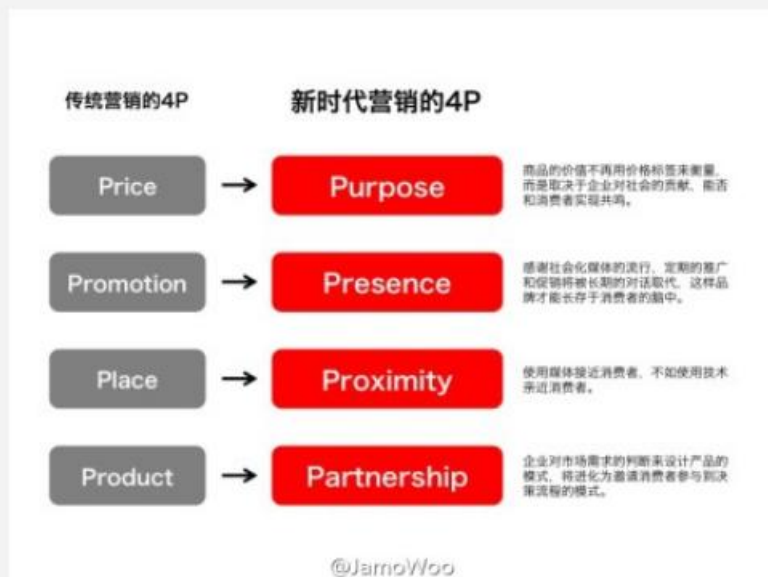 传统营销的4P
新时代营销的4P
Price
Purpose
商品的价值不再用价格标签来衡量,
而是取决于企业对社会的贡献、能否
和消费者实现共鸣。
Promotion
Presence
感谢社会化媒体的流行、定期的推广
和促销将被长期的对话取代、这样品
牌才能长存于消费者的脑中。
Place
Proximity
使用媒体接近消费者、不如使用技术
亲近消费者。
Product
Partnership
企业对市场需求的判断来设计产品的
模式、将进化为邀请消费者参与到决
策流程的模式。
@JamoWoo